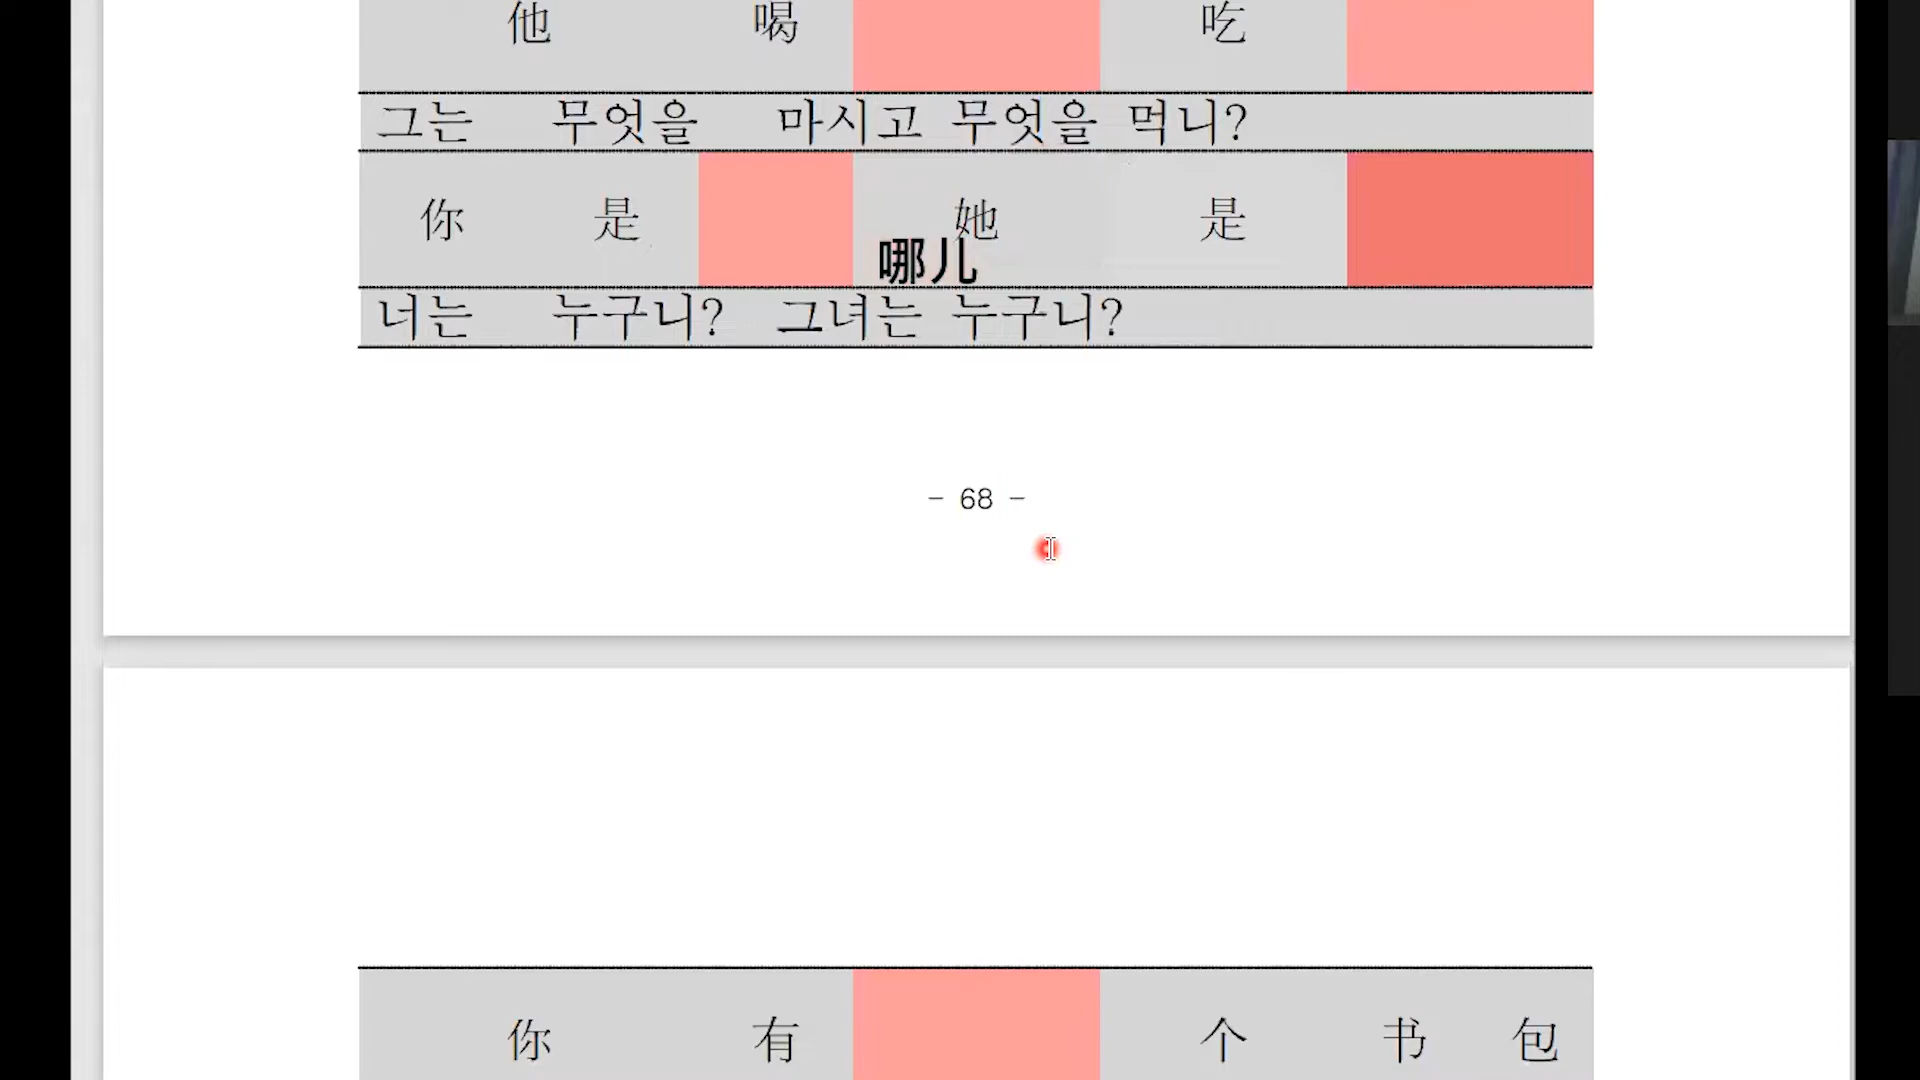 他 喝 吃
그는 무엇을 마시고 무엇을 먹니?
你 是 她 是
哪儿
너는 누구니? 그녀는 누구니?
- 68 -
你 有 个 书 包